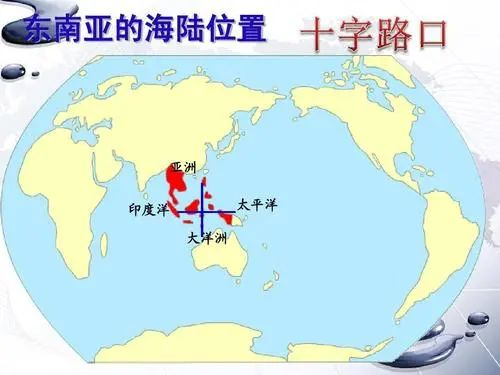 东南亚的海陆位置
十字路口
亚洲
印度洋
太平洋
大洋洲